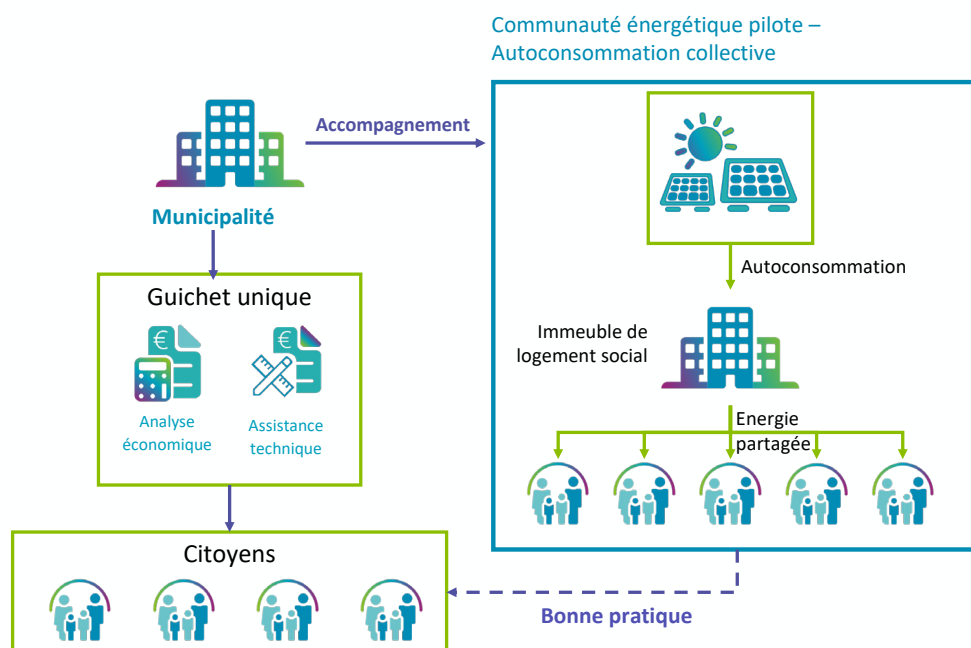 Communauté énergétique pilote –
Autoconsommation collective
Accompagnement
Municipalité
Guichet unique
€
€
Analyse
économique
Assistance
technique
Autoconsommation
Immeuble de
logement social
Energie
partagée
Citoyens
Bonne pratique